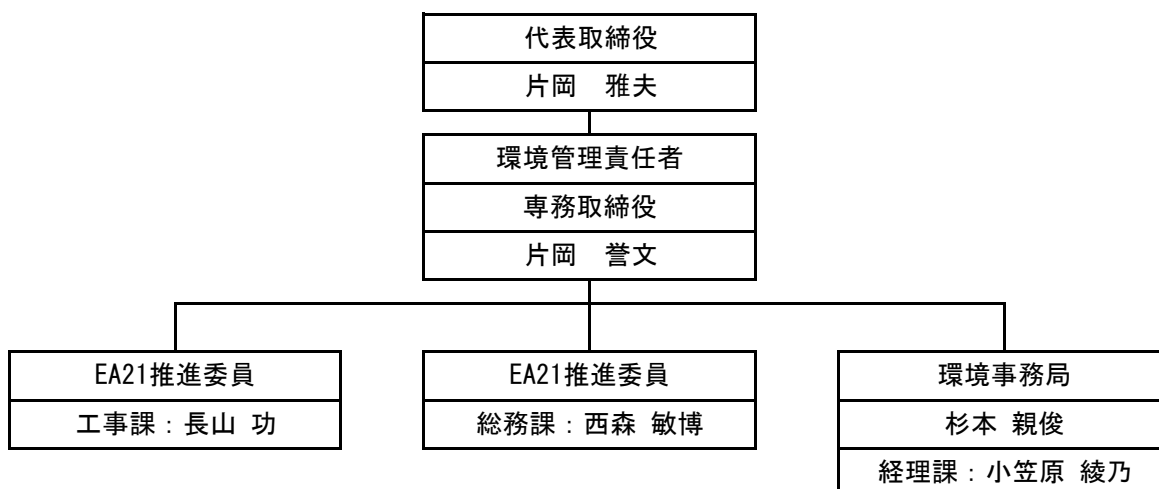 代表取締役
片岡　雅夫
環境管理責任者
専務取締役
片岡　誉文
EA21推進委員
工事課：長山 功
EA21推進委員
総務課：西森 敏博
環境事務局
杉本 親俊
経理課：小笠原 綾乃